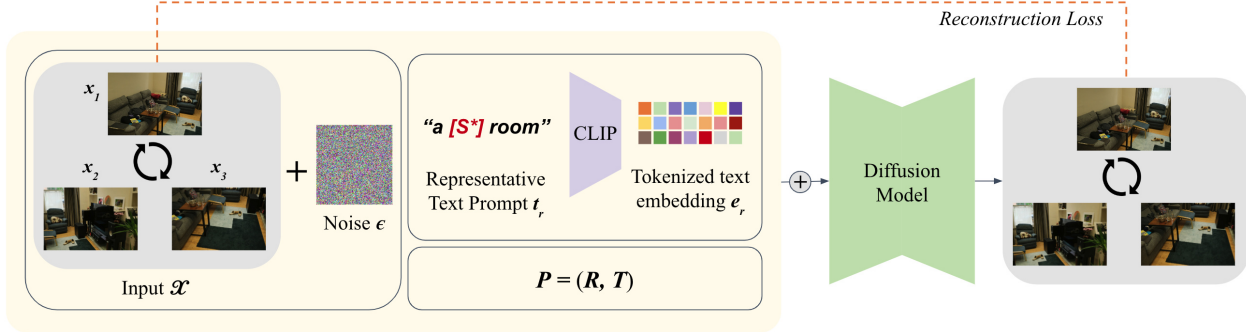 Reconstruction Loss
x1
x2
x3
+
Noise ϵ
Input 𝒳
“a [S*] room”
CLIP
Representative
Text Prompt tr
Tokenized text
embedding er
P = (R, T)
+
Diffusion
Model